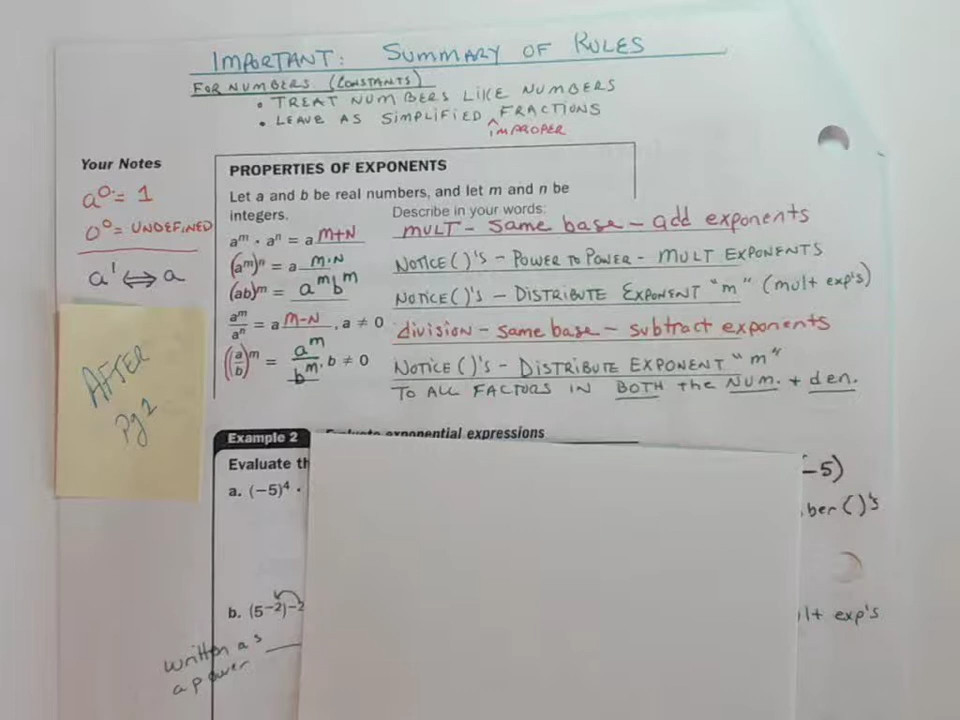 IMPORTANT: SUMMARY OF RULES
FOR NUMBERS (CONSTANTS)
• TREAT NUMBERS LIKE NUMBERS
• LEAVE AS SIMPLIFIED ^ FRACTIONS
IMPROPER
Your Notes
a⁰ = 1
0⁰ = UNDEFINED
a¹ ⟺ a
AFTER
Pg 2
PROPERTIES OF EXPONENTS
Let a and b be real numbers, and let m and n be
integers.
Describe in your words:
aᵐ · aⁿ = a M+N
MULT - same base - add exponents
(aᵐ)ⁿ = a M·N
NOTICE ( )'S - POWER TO POWER - MULT EXPONENTS
(ab)ᵐ = aᵐbᵐ
NOTICE ( )'S - DISTRIBUTE EXPONENT "m" (mult exp's)
aᵐ/aⁿ = a M-N, a ≠ 0
division - same base - subtract exponents
(a/b)ᵐ = aᵐ/bᵐ, b ≠ 0
NOTICE ( )'S - DISTRIBUTE EXPONENT "m"
TO ALL FACTORS IN BOTH the NUM. + den.
Example 2 Evaluate exponential expressions
Evaluate th
a. (−5)⁴ ·
−5)
ber ( )'s
b. (5⁻²)⁻²
lt exp's
written as
a power